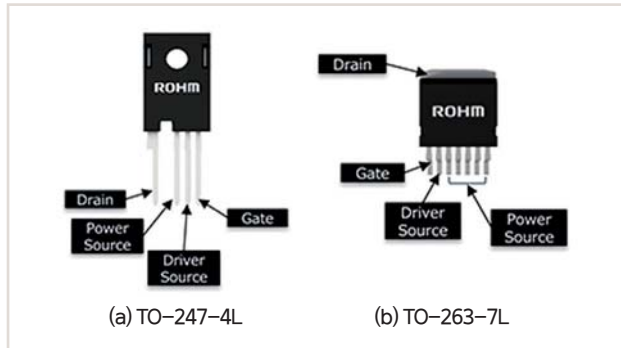 ROHM
Drain
Power
Source
Driver
Source
Gate
(a) TO-247-4L
Drain
ROHM
Gate
Driver
Source
Power
Source
(b) TO-263-7L